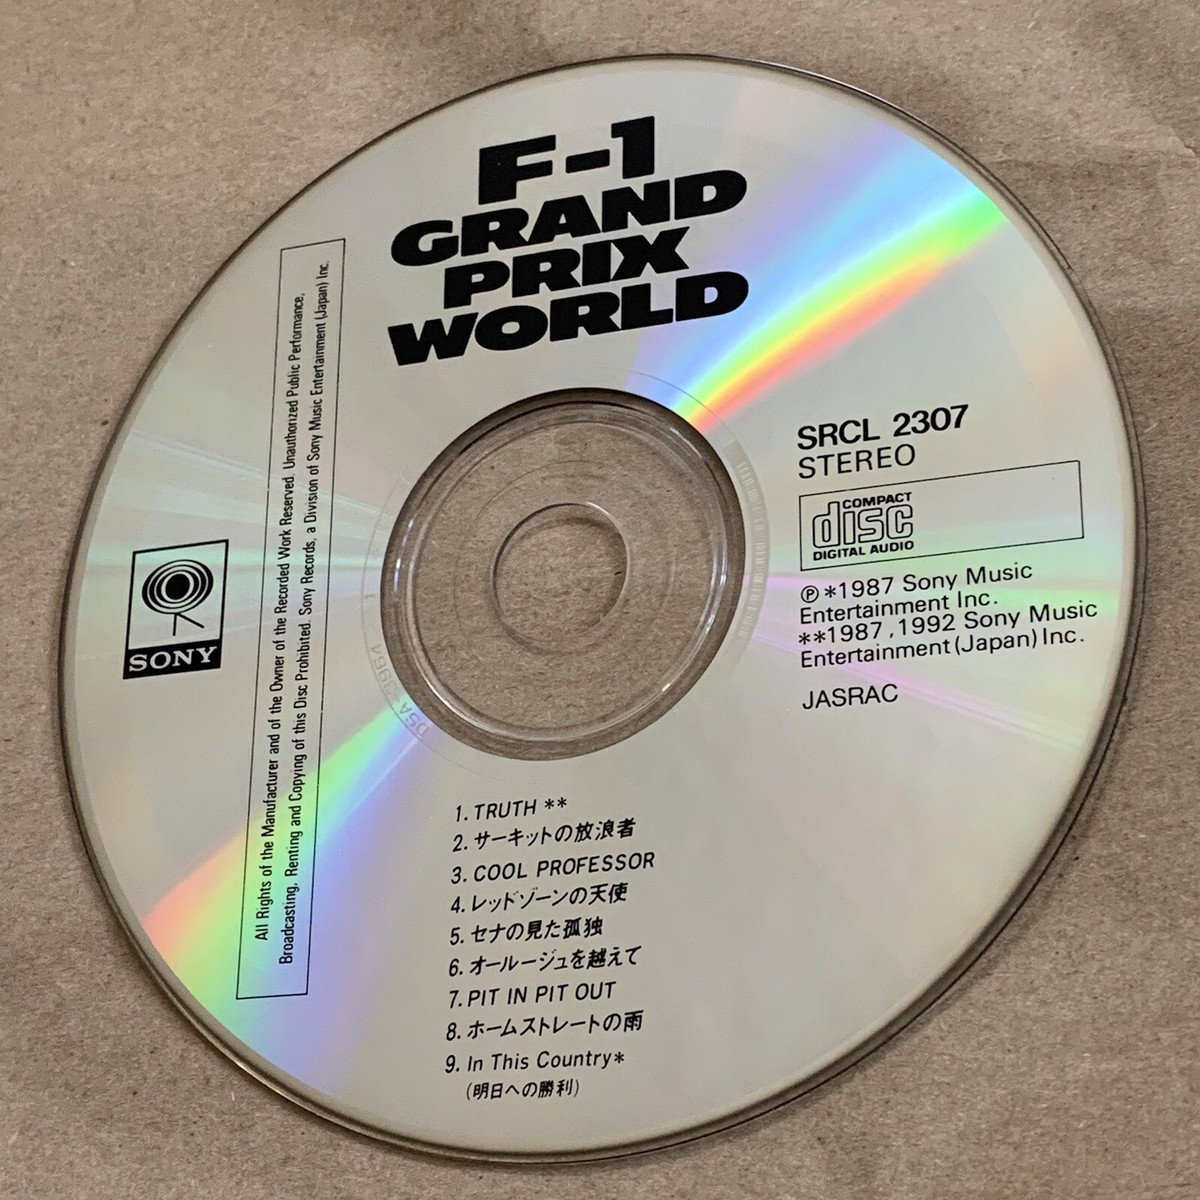 F-1
GRAND
PRIX
WORLD
All Rights of the Manufacturer and of the Owner of the Recorded Work Reserved. Unauthorized Public Performance,
Broadcasting, Renting and Copying of this Disc Prohibited. Sony Records, a Division of Sony Music Entertainment (Japan) Inc.
SONY
SRCL 2307
STEREO
COMPACT
disc
DIGITAL AUDIO
Ⓟ*1987 Sony Music
Entertainment Inc.
**1987, 1992 Sony Music
Entertainment (Japan) Inc.
JASRAC
1. TRUTH **
2. サーキットの放浪者
3. COOL PROFESSOR
4. レッドゾーンの天使
5. セナの見た孤独
6. オールージュを越えて
7. PIT IN PIT OUT
8. ホームストレートの雨
9. In This Country*
(明日への勝利)